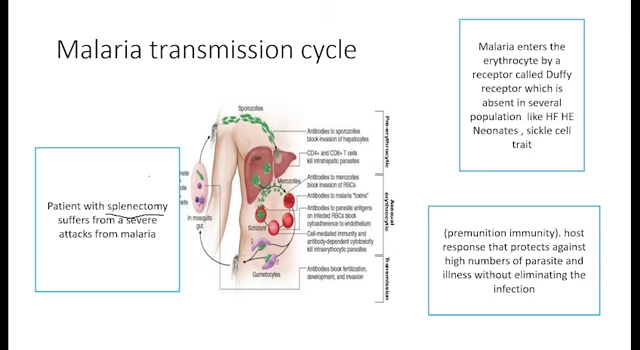 Malaria transmission cycle
Malaria enters the
erythrocyte by a
receptor called Duffy
receptor which is
absent in several
population like HF HE
Neonates , sickle cell
trait
Patient with splenectomy
suffers from a severe
attacks from malaria
(premunition immunity). host
response that protects against
high numbers of parasite and
illness without eliminating the
infection
Sporozoites
Antibodies to sporozoites
block invasion of hepatocytes
Liver
CD4+ and CD8+ T cells
kill intrahepatic parasites
Merozoites
Antibodies to merozoites
block invasion of RBCs
RBC
Antibodies to malaria "toxins"
Antibodies to parasite antigens
on infected RBCs block
cytoadherence to endothelium
Schizont
Cell-mediated immunity and
antibody-dependent cytotoxicity
kill intraerythrocytic parasites
Gametocytes
Antibodies block fertilization,
development, and invasion
In mosquito
gut
Pre-erythrocytic
Asexual
erythrocytic
Transmission